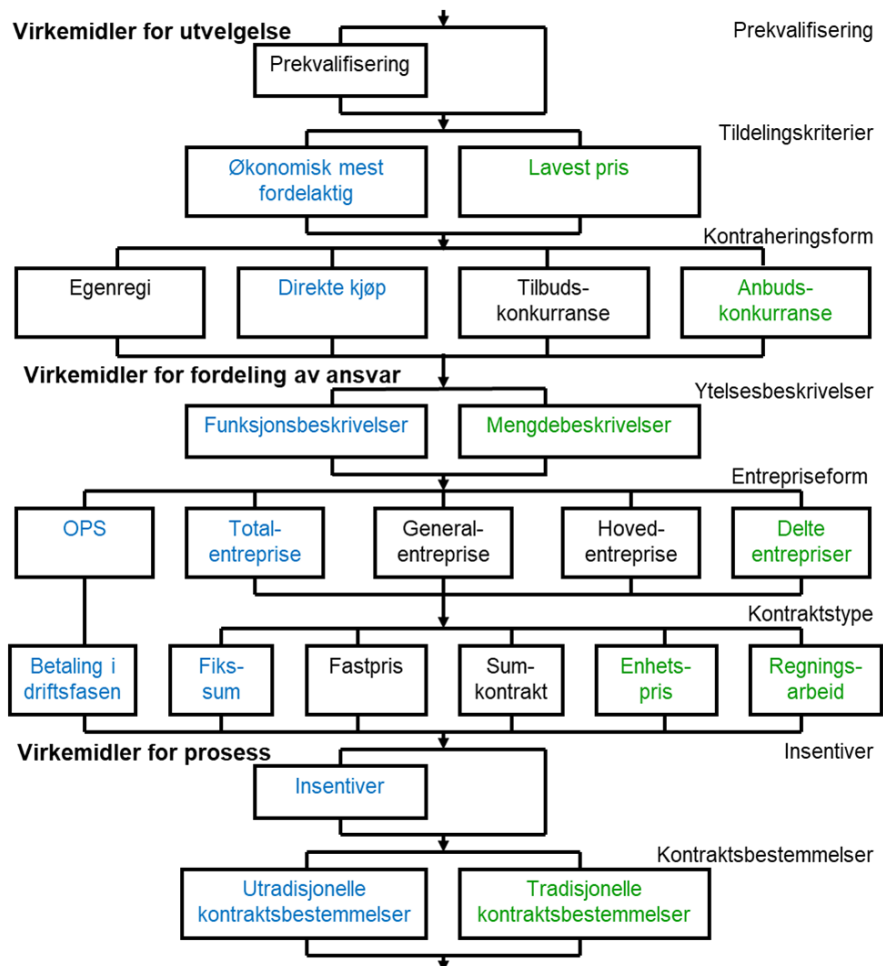 Virkemidler for utvelgelse
Prekvalifisering
Prekvalifisering
Tildelingskriterier
Økonomisk mest
fordelaktig
Lavest pris
Kontraheringsform
Egenregi
Direkte kjøp
Tilbuds-
konkurranse
Anbuds-
konkurranse
Virkemidler for fordeling av ansvar
Ytelsesbeskrivelser
Funksjonsbeskrivelser
Mengdebeskrivelser
Entrepriseform
OPS
Total-
entreprise
General-
entreprise
Hoved-
entreprise
Delte
entrepriser
Kontraktstype
Betaling i
driftsfasen
Fiks-
sum
Fastpris
Sum-
kontrakt
Enhets-
pris
Regnings-
arbeid
Virkemidler for prosess
Insentiver
Insentiver
Kontraktsbestemmelser
Utradisjonelle
kontraktsbestemmelser
Tradisjonelle
kontraktsbestemmelser